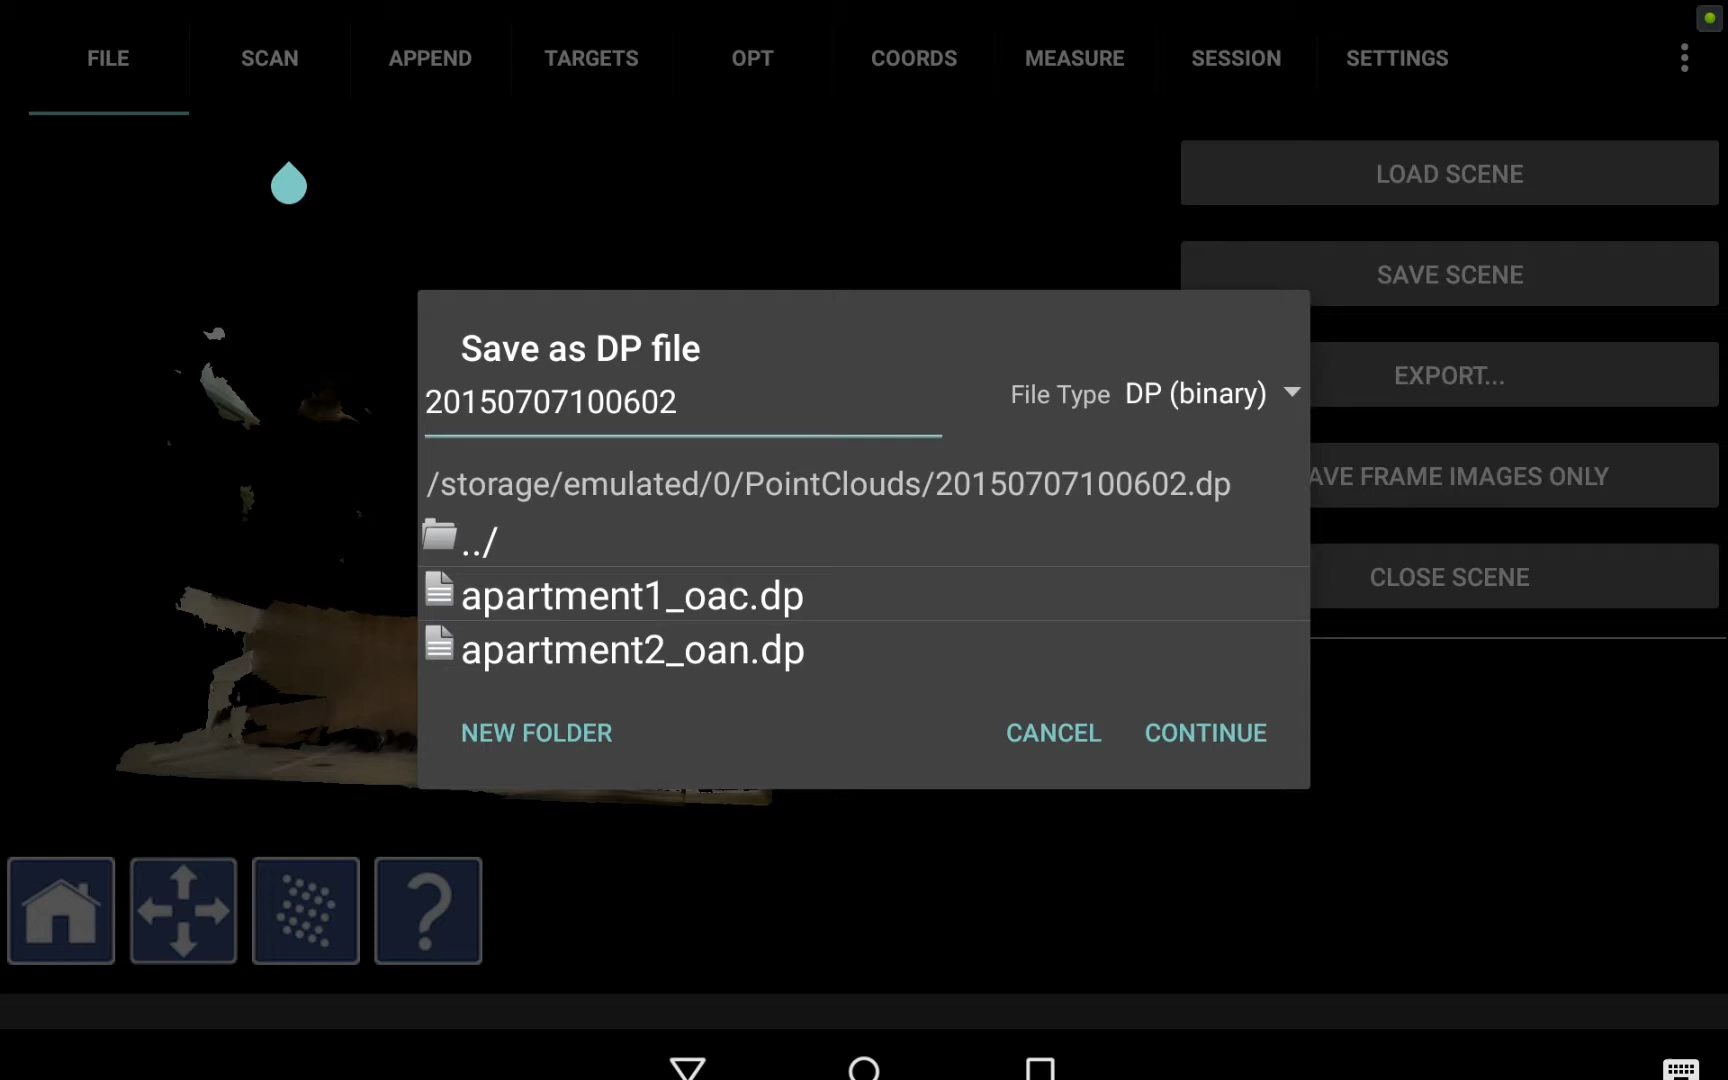 FILE
SCAN
APPEND
TARGETS
OPT
COORDS
MEASURE
SESSION
SETTINGS
LOAD SCENE
SAVE SCENE
EXPORT...
AVE FRAME IMAGES ONLY
CLOSE SCENE
Save as DP file
20150707100602
File Type DP (binary)
/storage/emulated/0/PointClouds/20150707100602.dp
../
apartment1_oac.dp
apartment2_oan.dp
NEW FOLDER
CANCEL
CONTINUE
?